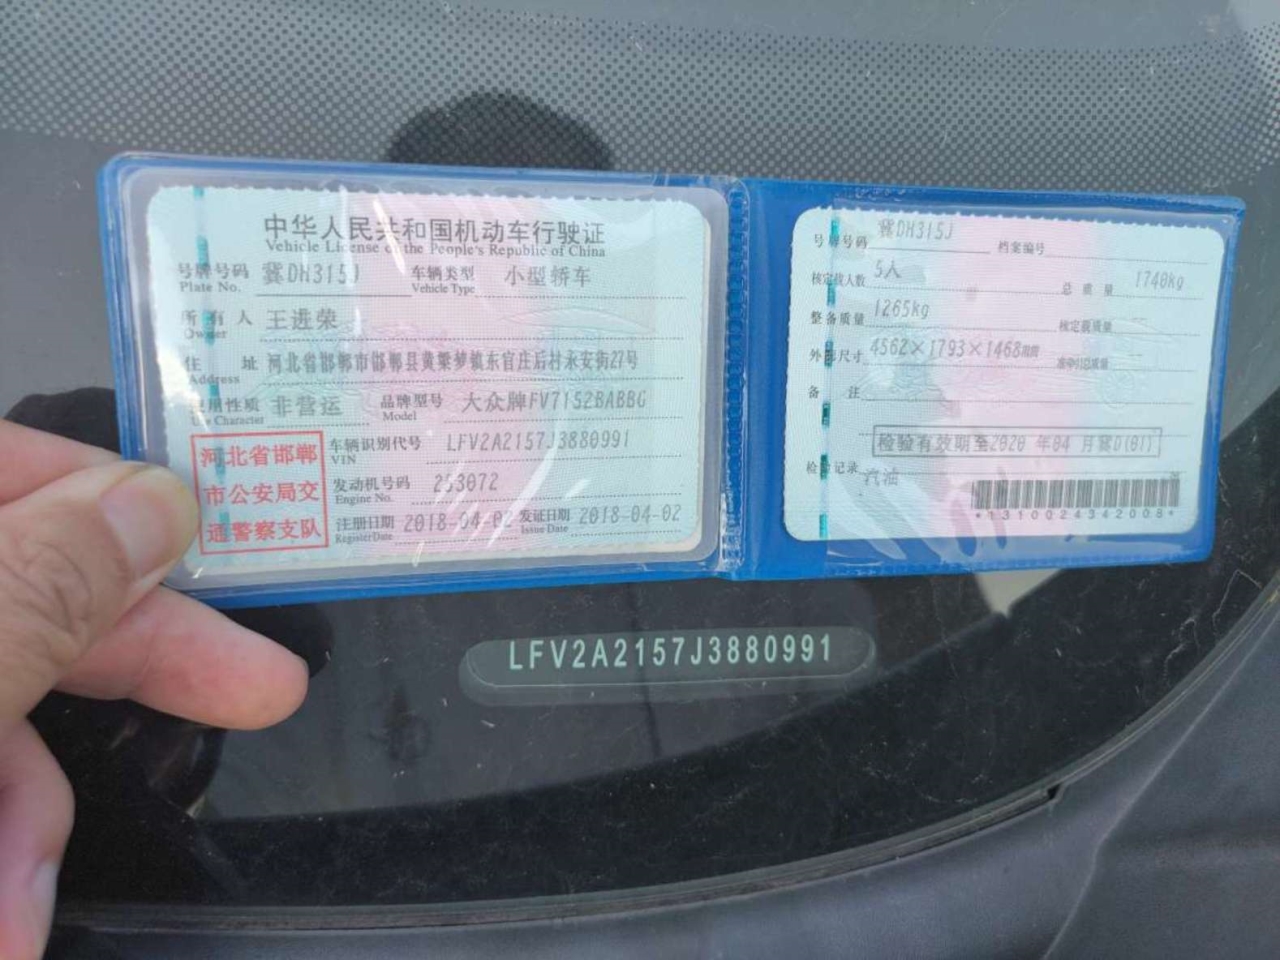 中华人民共和国机动车行驶证
Vehicle License of the People's Republic of China
号牌号码 冀DH315J 车辆类型 小型轿车
Plate No. Vehicle Type
所有人 王进荣
Owner
住址 河北省邯郸市邯郸县黄粱梦镇东官庄后村永安街27号
Address
使用性质 非营运 品牌型号 大众牌FV7152BABBG
Use Character Model
河北省邯郸
市公安局交
通警察支队
车辆识别代号 LFV2A2157J3880991
VIN
发动机号码 253072
Engine No.
注册日期 2018-04-02 发证日期 2018-04-02
Register Date Issue Date
号牌号码 冀DH315J 档案编号
核定载人数 5人 总质量 1740kg
整备质量 1265kg 核定载质量 --
外廓尺寸 4562×1793×1468mm 准牵引总质量 --
备注
检验有效期至2020 年04 月冀D(01)
检验记录 汽油
*1310024342008*
LFV2A2157J3880991